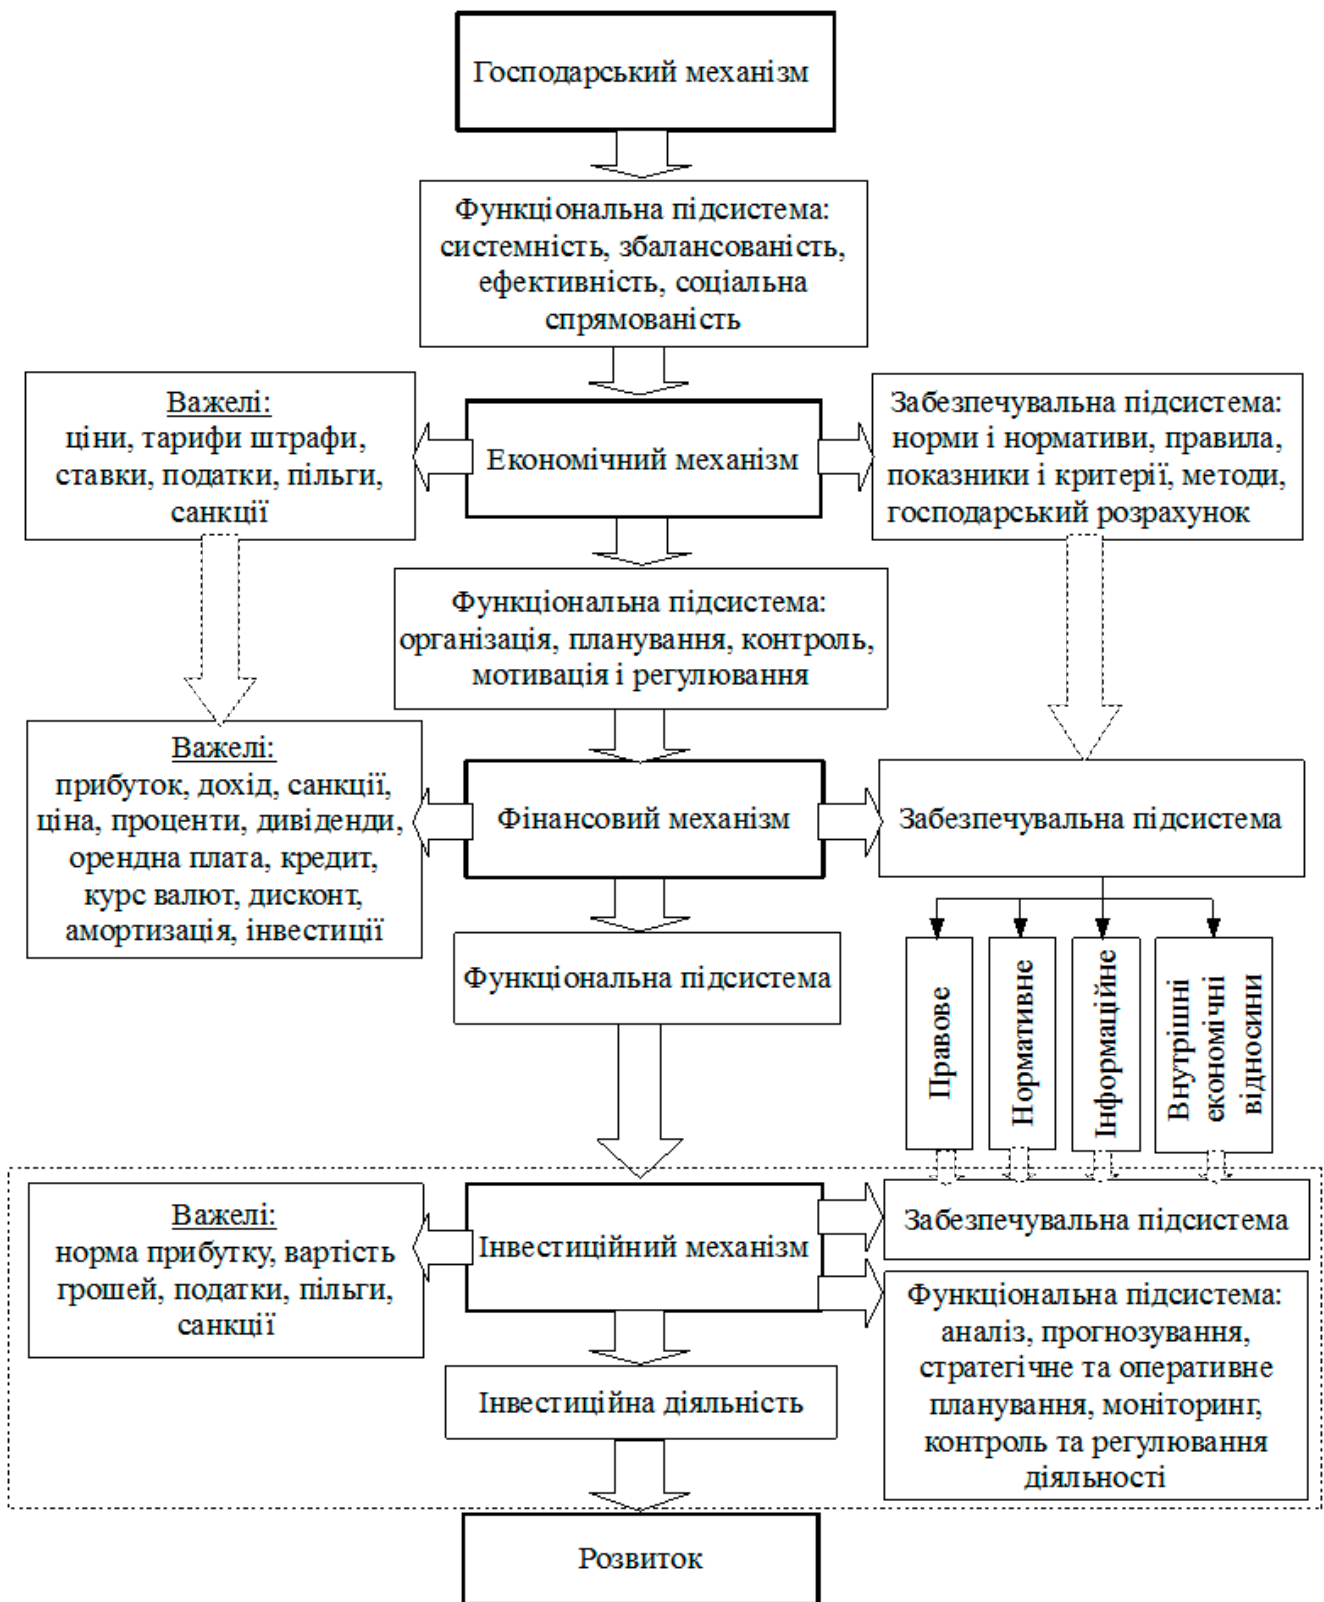 Господарський механізм
Функціональна підсистема:
системність, збалансованість,
ефективність, соціальна
спрямованість
Важелі:
ціни, тарифи штрафи,
ставки, податки, пільги,
санкції
Економічний механізм
Забезпечувальна підсистема:
норми і нормативи, правила,
показники і критерії, методи,
господарський розрахунок
Функціональна підсистема:
організація, планування, контроль,
мотивація і регулювання
Важелі:
прибуток, дохід, санкції,
ціна, проценти, дивіденди,
орендна плата, кредит,
курс валют, дисконт,
амортизація, інвестиції
Фінансовий механізм
Забезпечувальна підсистема
Функціональна підсистема
Правове
Нормативне
Інформаційне
Внутрішні
економічні
відносини
Важелі:
норма прибутку, вартість
грошей, податки, пільги,
санкції
Інвестиційний механізм
Забезпечувальна підсистема
Функціональна підсистема:
аналіз, прогнозування,
стратегічне та оперативне
планування, моніторинг,
контроль та регулювання
діяльності
Інвестиційна діяльність
Розвиток